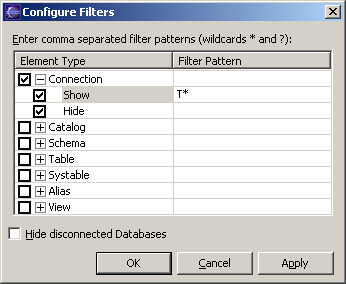 Configure Filters
Enter comma separated filter patterns (wildcards * and ?):
Element Type Filter Pattern
Connection
Show T*
Hide
Catalog
Schema
Table
Systable
Alias
View
Hide disconnected Databases
OK Cancel Apply